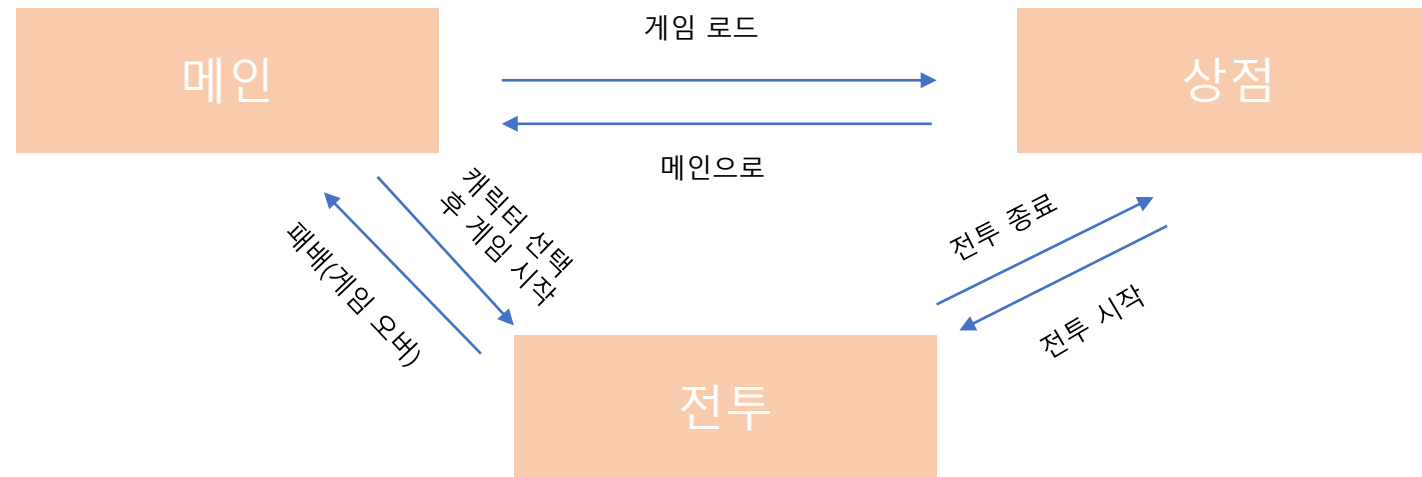 게임 로드
메인
상점
메인으로
캐릭터 선택
후 게임 시작
패배(게임 오버)
전투 종료
전투 시작
전투